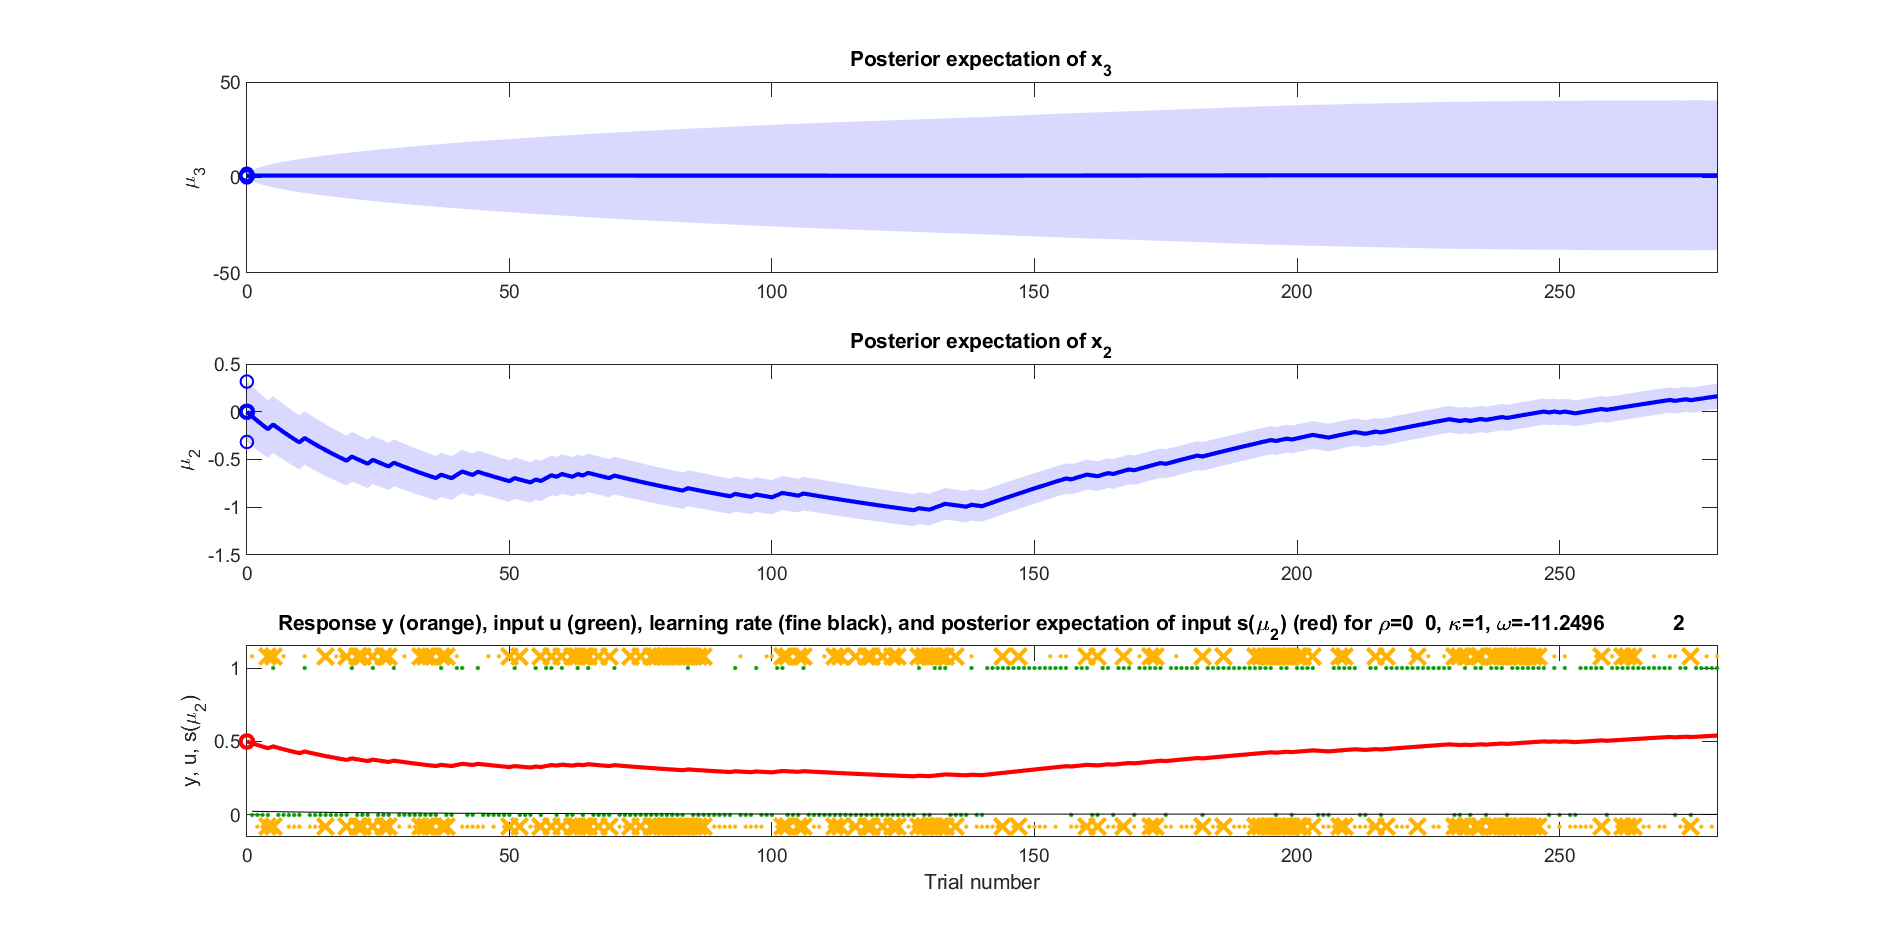 Posterior expectation of x3
50
0
-50
μ3
0 50 100 150 200 250
Posterior expectation of x2
0.5
0
-0.5
-1
-1.5
μ2
0 50 100 150 200 250
Response y (orange), input u (green), learning rate (fine black), and posterior expectation of input s(μ2) (red) for ρ=0 0, κ=1, ω=-11.2496 2
1
0.5
0
y, u, s(μ2)
0 50 100 150 200 250
Trial number